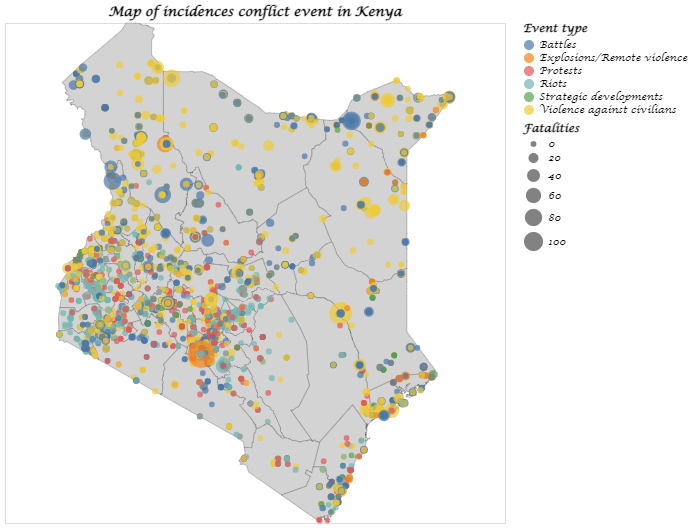 Map of incidences conflict event in Kenya
Event type
Battles
Explosions/Remote violence
Protests
Riots
Strategic developments
Violence against civilians
Fatalities
0
20
40
60
80
100